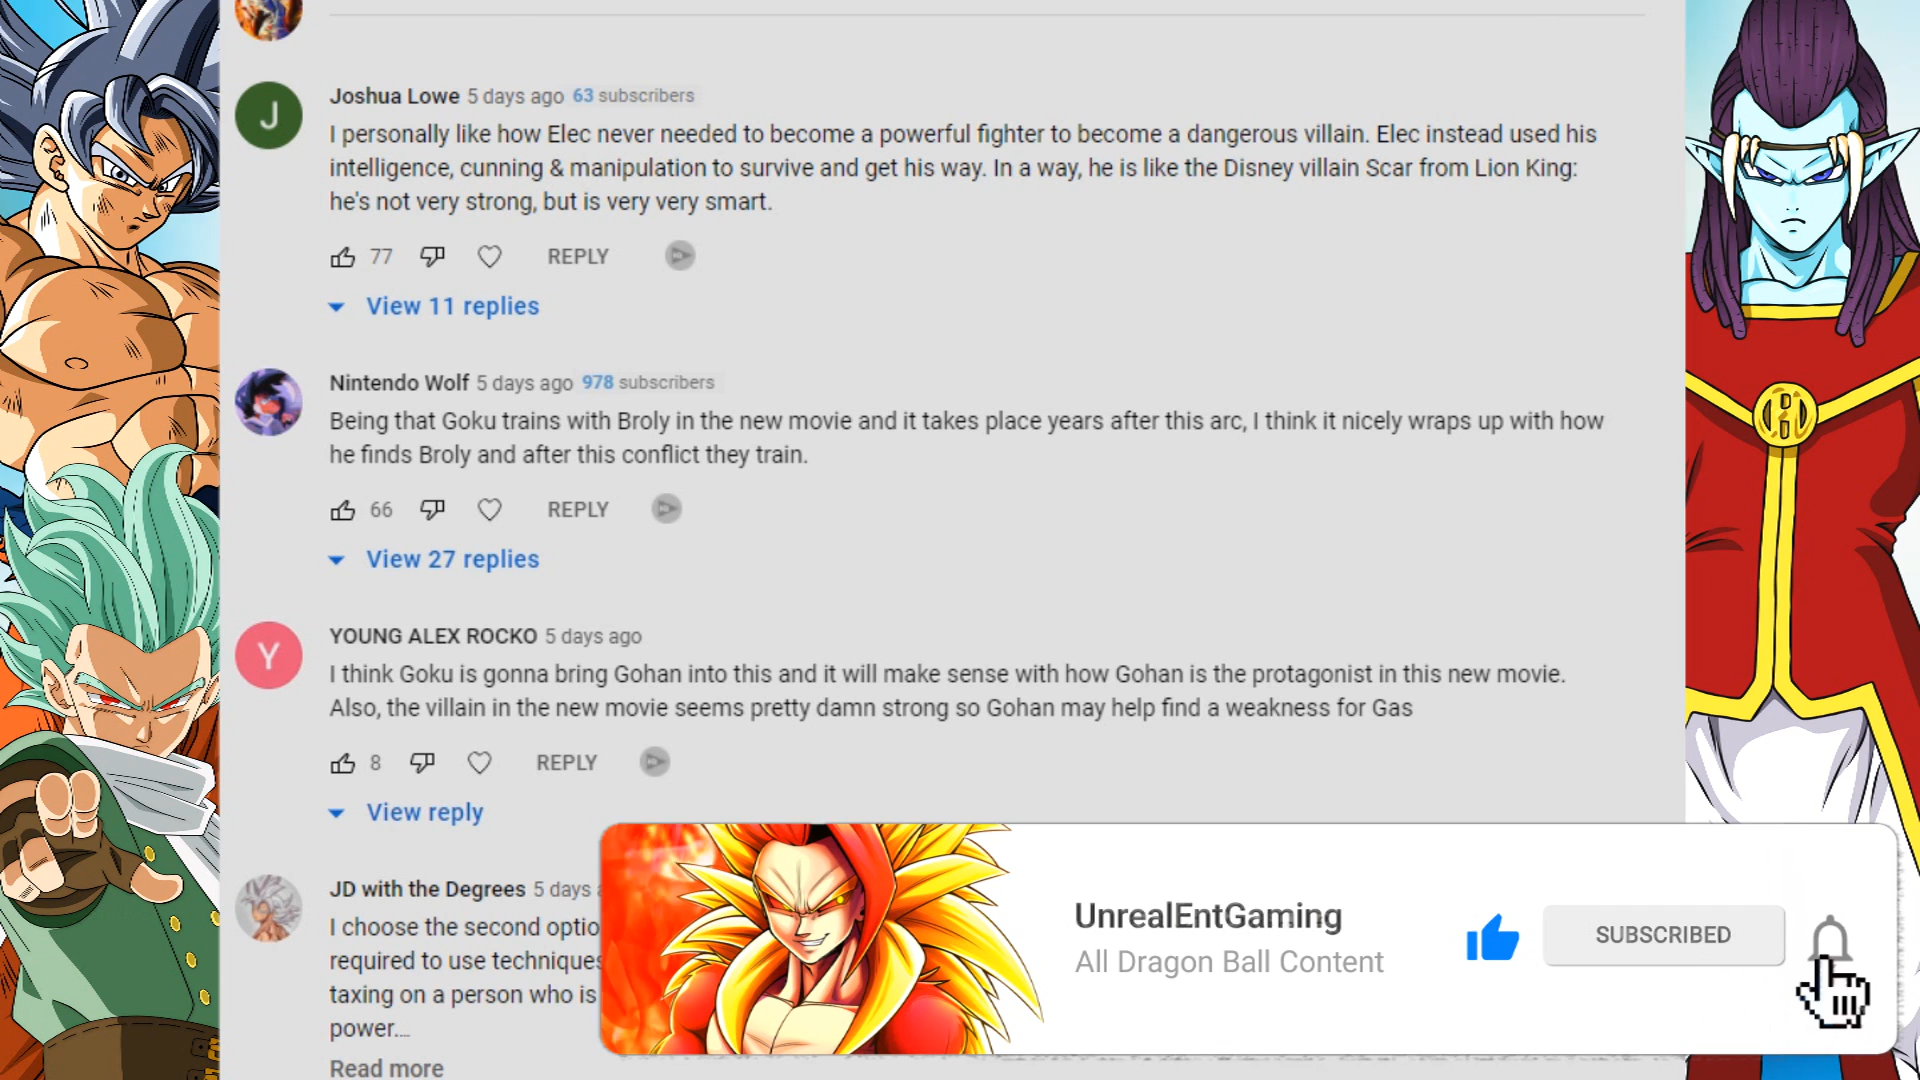 Joshua Lowe 5 days ago 63 subscribers
I personally like how Elec never needed to become a powerful fighter to become a dangerous villain. Elec instead used his
intelligence, cunning & manipulation to survive and get his way. In a way, he is like the Disney villain Scar from Lion King:
he's not very strong, but is very very smart.
77 REPLY
View 11 replies
Nintendo Wolf 5 days ago 978 subscribers
Being that Goku trains with Broly in the new movie and it takes place years after this arc, I think it nicely wraps up with how
he finds Broly and after this conflict they train.
66 REPLY
View 27 replies
YOUNG ALEX ROCKO 5 days ago
I think Goku is gonna bring Gohan into this and it will make sense with how Gohan is the protagonist in this new movie.
Also, the villain in the new movie seems pretty damn strong so Gohan may help find a weakness for Gas
8 REPLY
View reply
JD with the Degrees 5 days
I choose the second optio
required to use techniques
taxing on a person who is
power....
Read more
J
Y
UnrealEntGaming
All Dragon Ball Content
SUBSCRIBED